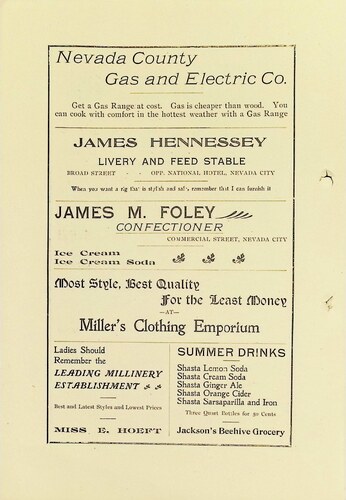 Nevada County
Gas and Electric Co.
Get a Gas Range at cost. Gas is cheaper than wood. You
can cook with comfort in the hottest weather with a Gas Range
JAMES HENNESSEY
LIVERY AND FEED STABLE
BROAD STREET - - OPP. NATIONAL HOTEL, NEVADA CITY
When you want a rig that is stylish and safe, remember that I can furnish it
JAMES M. FOLEY
CONFECTIONER
COMMERCIAL STREET, NEVADA CITY
Ice Cream
Ice Cream Soda
Most Style, Best Quality
For the Least Money
—AT—
Miller's Clothing Emporium
Ladies Should
Remember the
LEADING MILLINERY
ESTABLISHMENT
Best and Latest Styles and Lowest Prices
MISS E. HOEFT
SUMMER DRINKS
Shasta Lemon Soda
Shasta Cream Soda
Shasta Ginger Ale
Shasta Orange Cider
Shasta Sarsaparilla and Iron
Three Quart Bottles for 50 Cents
Jackson's Beehive Grocery